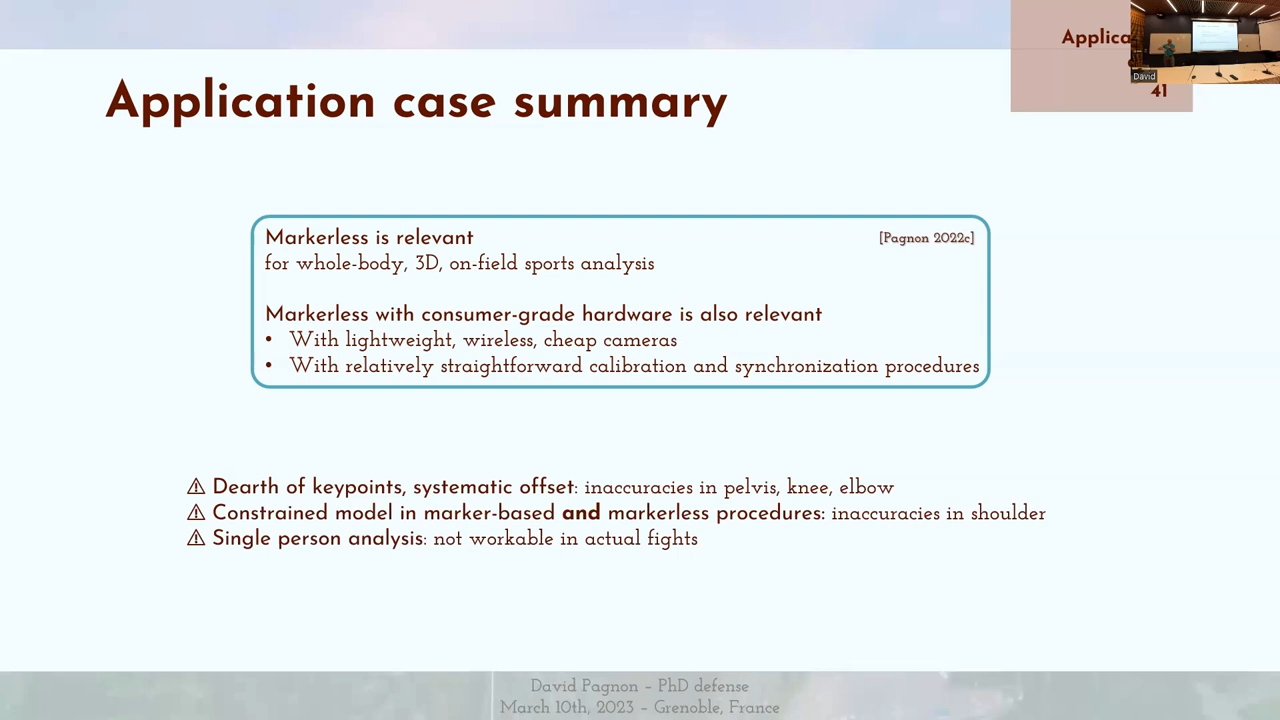 Applica
David
41
Application case summary
Markerless is relevant
[Pagnon 2022c]
for whole-body, 3D, on-field sports analysis
Markerless with consumer-grade hardware is also relevant
• With lightweight, wireless, cheap cameras
• With relatively straightforward calibration and synchronization procedures
⚠ Dearth of keypoints, systematic offset: inaccuracies in pelvis, knee, elbow
⚠ Constrained model in marker-based and markerless procedures: inaccuracies in shoulder
⚠ Single person analysis: not workable in actual fights
David Pagnon – PhD defense
March 10th, 2023 – Grenoble, France